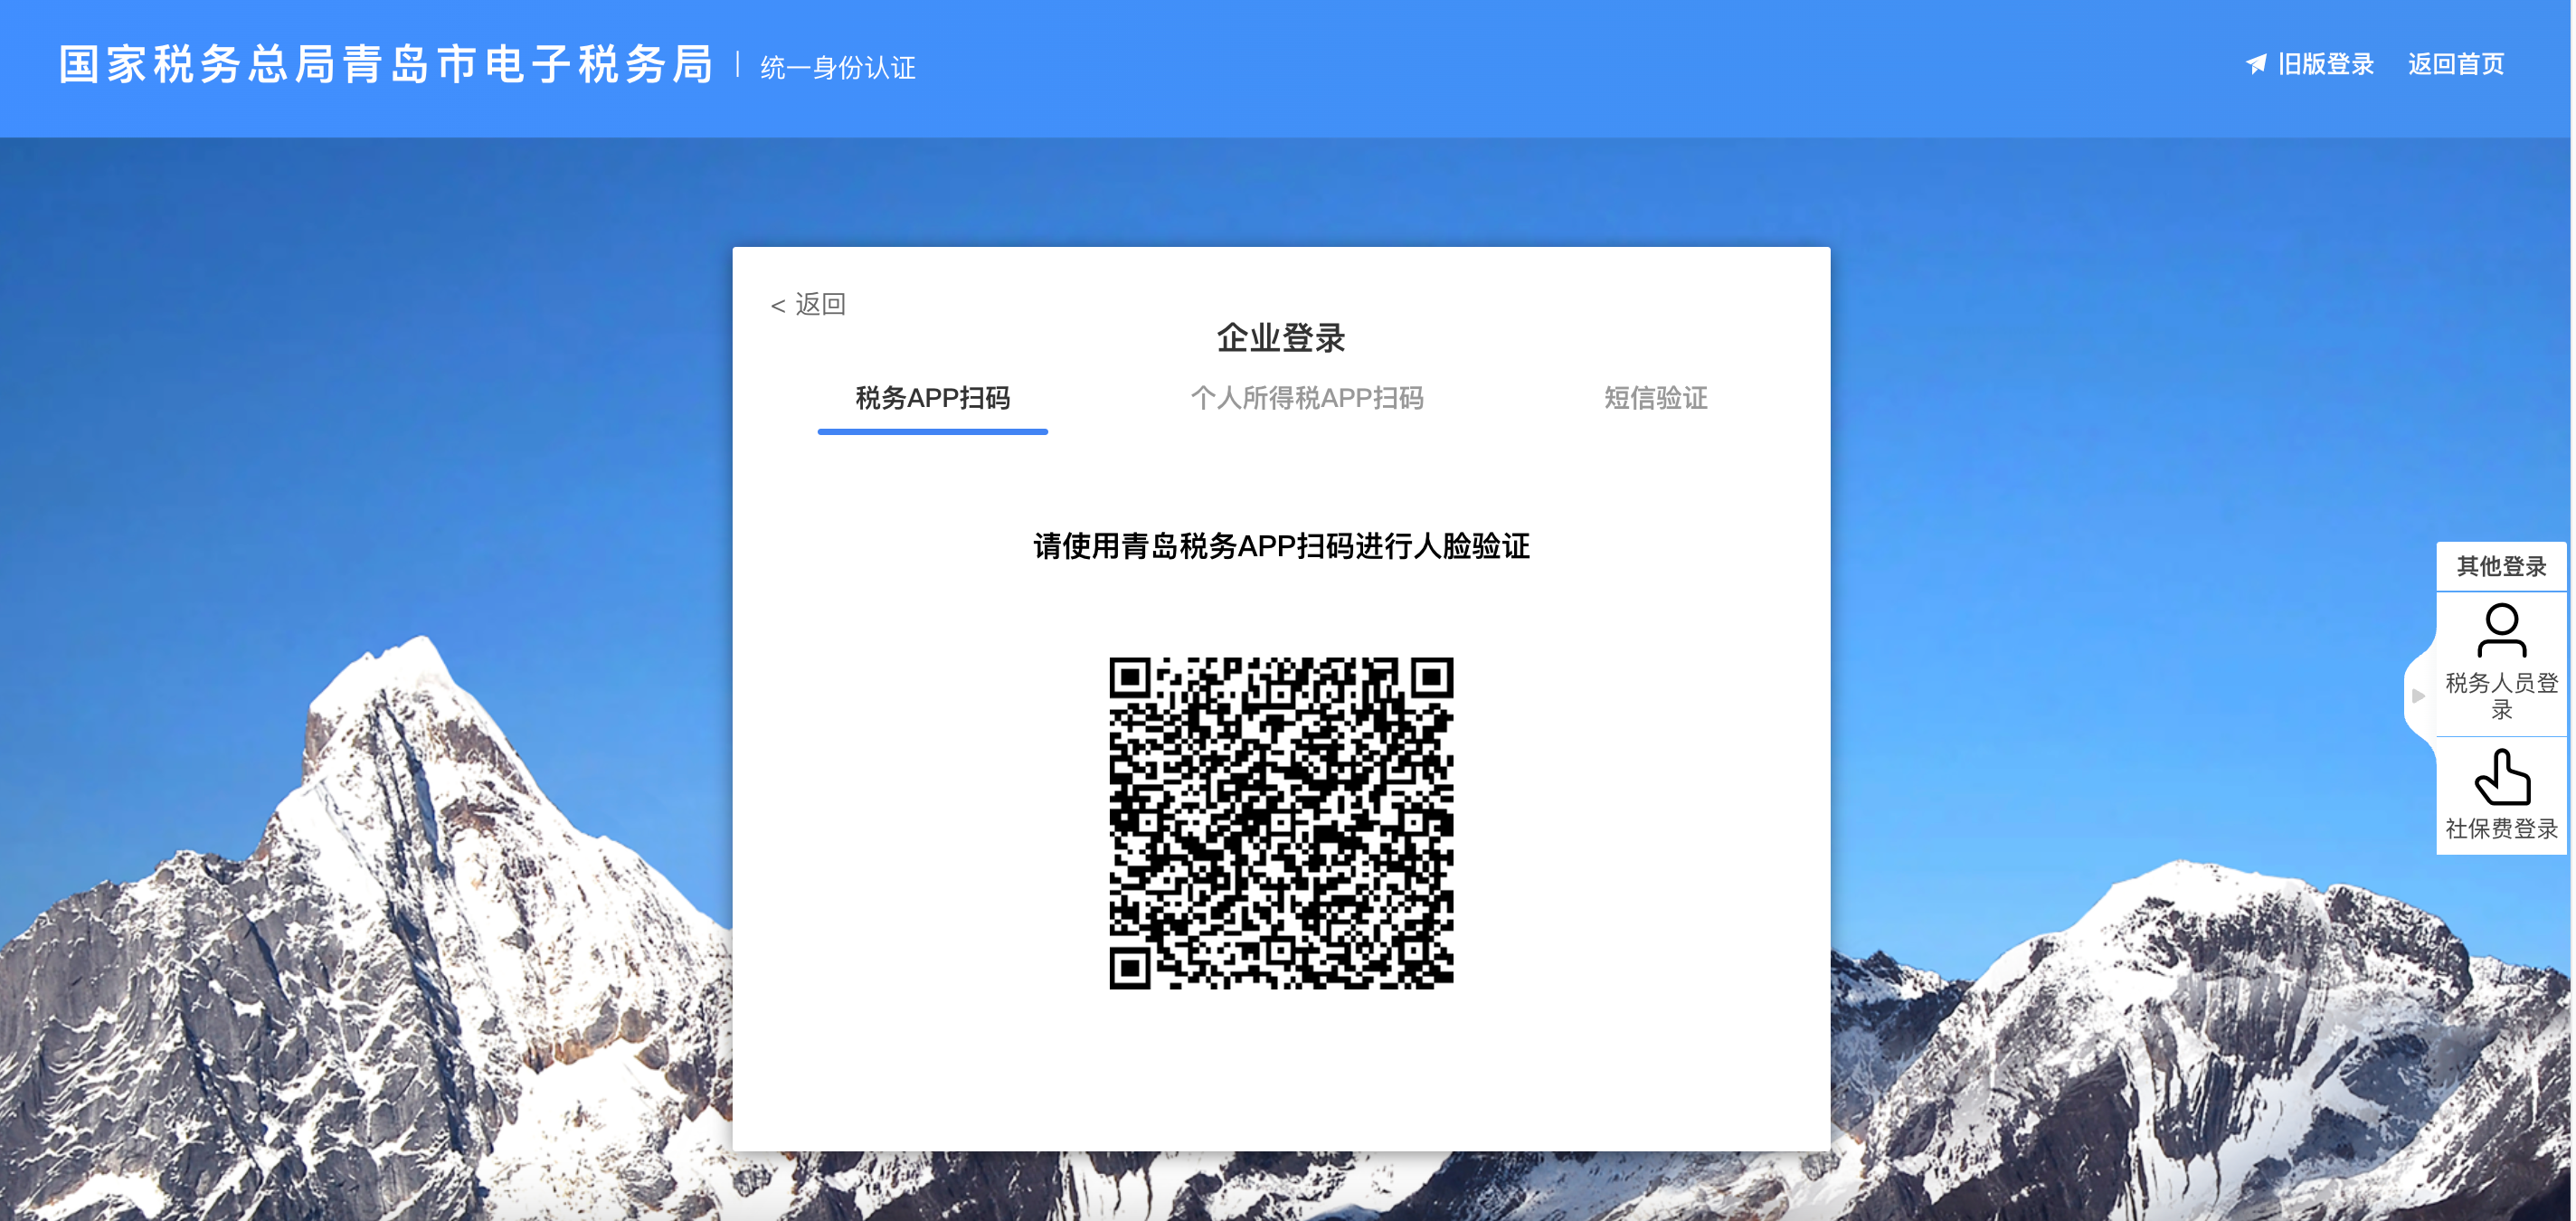 国家税务总局青岛市电子税务局 | 统一身份认证
旧版登录 返回首页
< 返回
企业登录
税务APP扫码 个人所得税APP扫码 短信验证
请使用青岛税务APP扫码进行人脸验证
其他登录
税务人员登
录
社保费登录